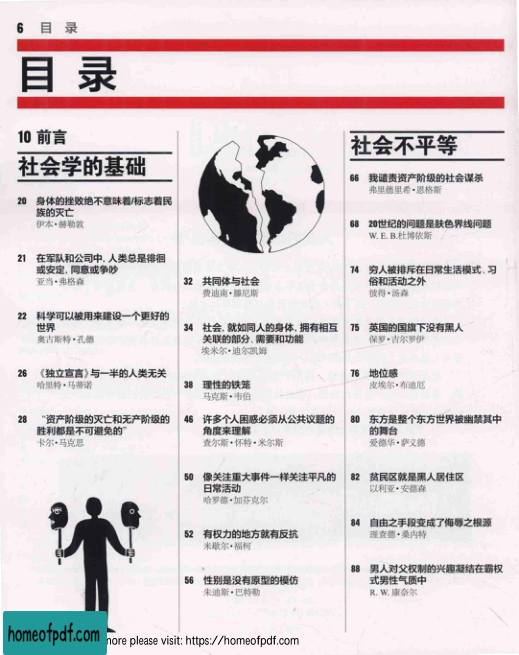 6 目 录
目 录
10 前言
社会学的基础
20 身体的挫败绝不意味着/标志着民
族的灭亡
伊本·赫勒敦
21 在军队和公司中，人类总是徘徊
或安定，同意或争吵
亚当·弗格森
22 科学可以被用来建设一个更好的
世界
奥古斯特·孔德
26 《独立宣言》与一半的人类无关
哈里特·马蒂诺
28 “资产阶级的灭亡和无产阶级的
胜利都是不可避免的”
卡尔·马克思
32 共同体与社会
费迪南·滕尼斯
34 社会，就如同人的身体，拥有相互
关联的部分、需要和功能
埃米尔·迪尔凯姆
38 理性的铁笼
马克斯·韦伯
46 许多个人困惑必须从公共议题的
角度来理解
查尔斯·怀特·米尔斯
50 像关注重大事件一样关注平凡的
日常活动
哈罗德·加芬克尔
52 有权力的地方就有反抗
米歇尔·福柯
56 性别是没有原型的模仿
朱迪斯·巴特勒
社会不平等
66 我谴责资产阶级的社会谋杀
弗里德里希·恩格斯
68 20世纪的问题是肤色界线问题
W. E. B.杜博依斯
74 穷人被排斥在日常生活模式、习
俗和活动之外
彼得·汤森
75 英国的国旗下没有黑人
保罗·吉尔罗伊
76 地位感
皮埃尔·布迪厄
80 东方是整个东方世界被幽禁其中
的舞台
爱德华·萨义德
82 贫民区就是黑人居住区
以利亚·安德森
84 自由之手段变成了侮辱之根源
理查德·桑内特
88 男人对父权制的兴趣凝结在霸权
式男性气质中
R. W. 康奈尔
homeofpdf.com
more please visit: https://homeofpdf.com